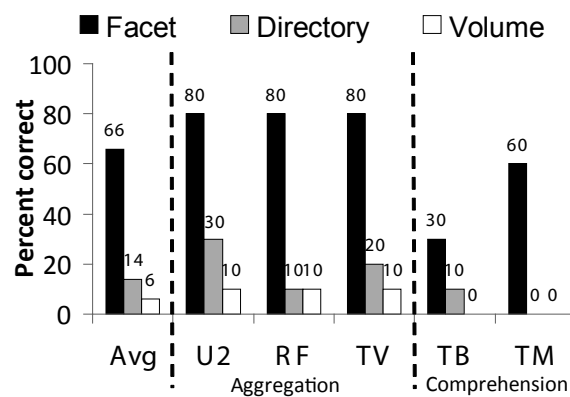 Facet Directory Volume
Percent correct
100
80
60
40
20
0
66 14 6
80 30 10
80 10 10
80 20 10
30 10 0
60 0 0
Avg U2 RF TV TB TM
Aggregation Comprehension